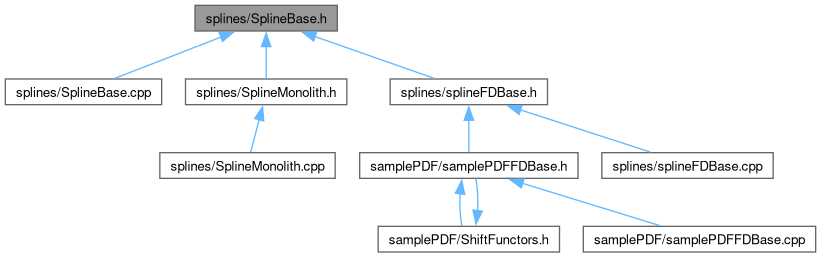 splines/SplineBase.h
splines/SplineBase.cpp
splines/SplineMonolith.h
splines/splineFDBase.h
splines/SplineMonolith.cpp
samplePDF/samplePDFFDBase.h
splines/splineFDBase.cpp
samplePDF/ShiftFunctors.h
samplePDF/samplePDFFDBase.cpp